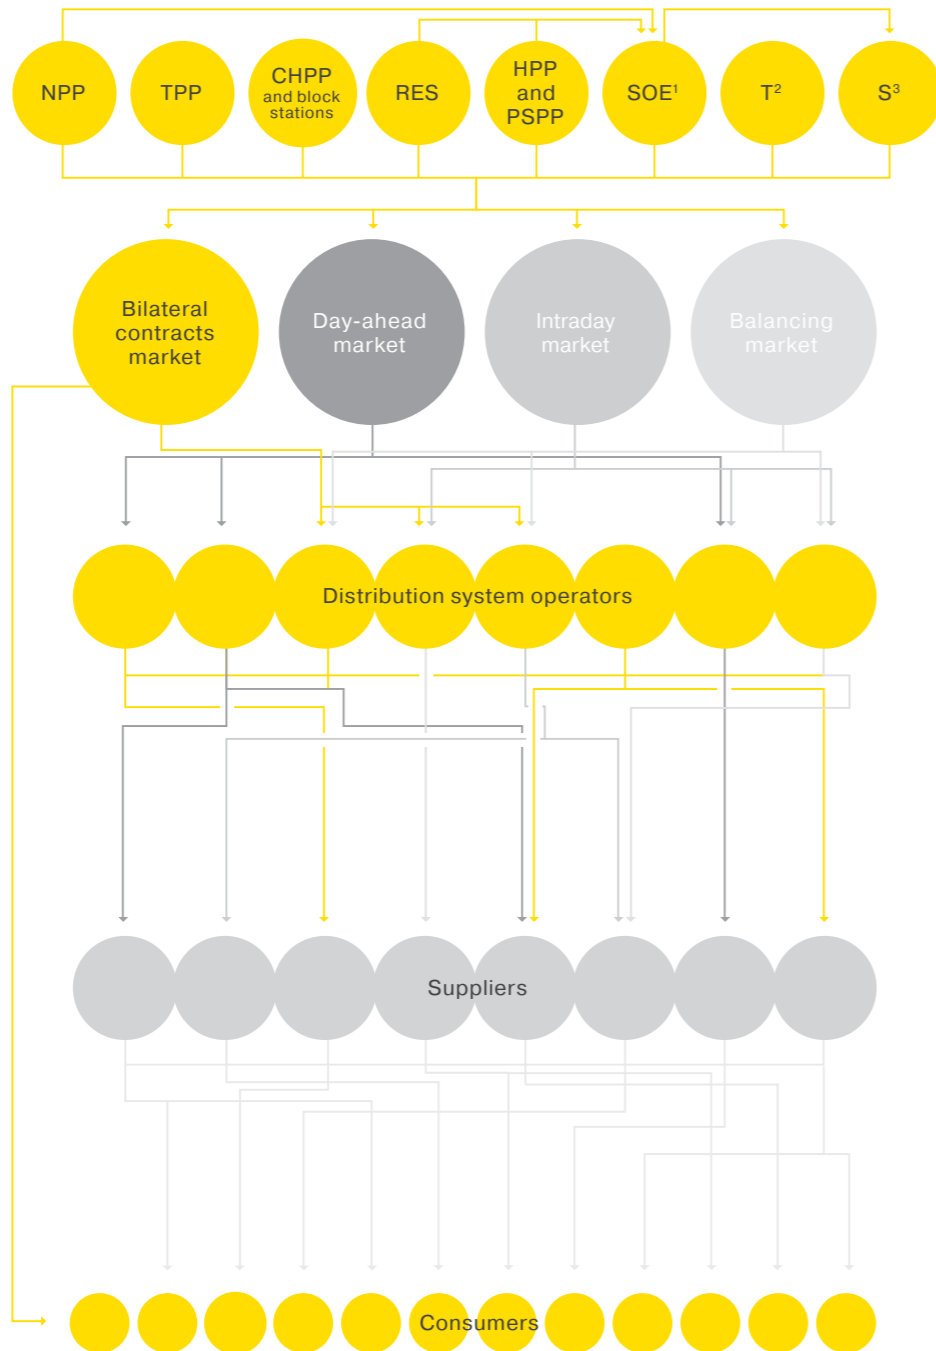 NPP
TPP
CHPP
and block
stations
RES
HPP
and
PSPP
SOE¹
T²
S³
Bilateral
contracts
market
Day-ahead
market
Intraday
market
Balancing
market
Distribution system operators
Suppliers
Consumers